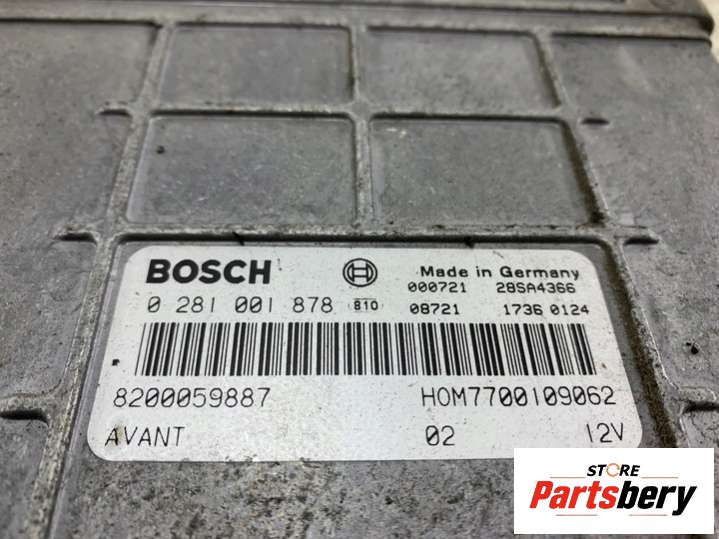 BOSCH Made in Germany
000721 28SA4366
0 281 001 878 810 08721 1736 0124
8200059887 HOM7700109062
AVANT 02 12V
STORE
Partsbery